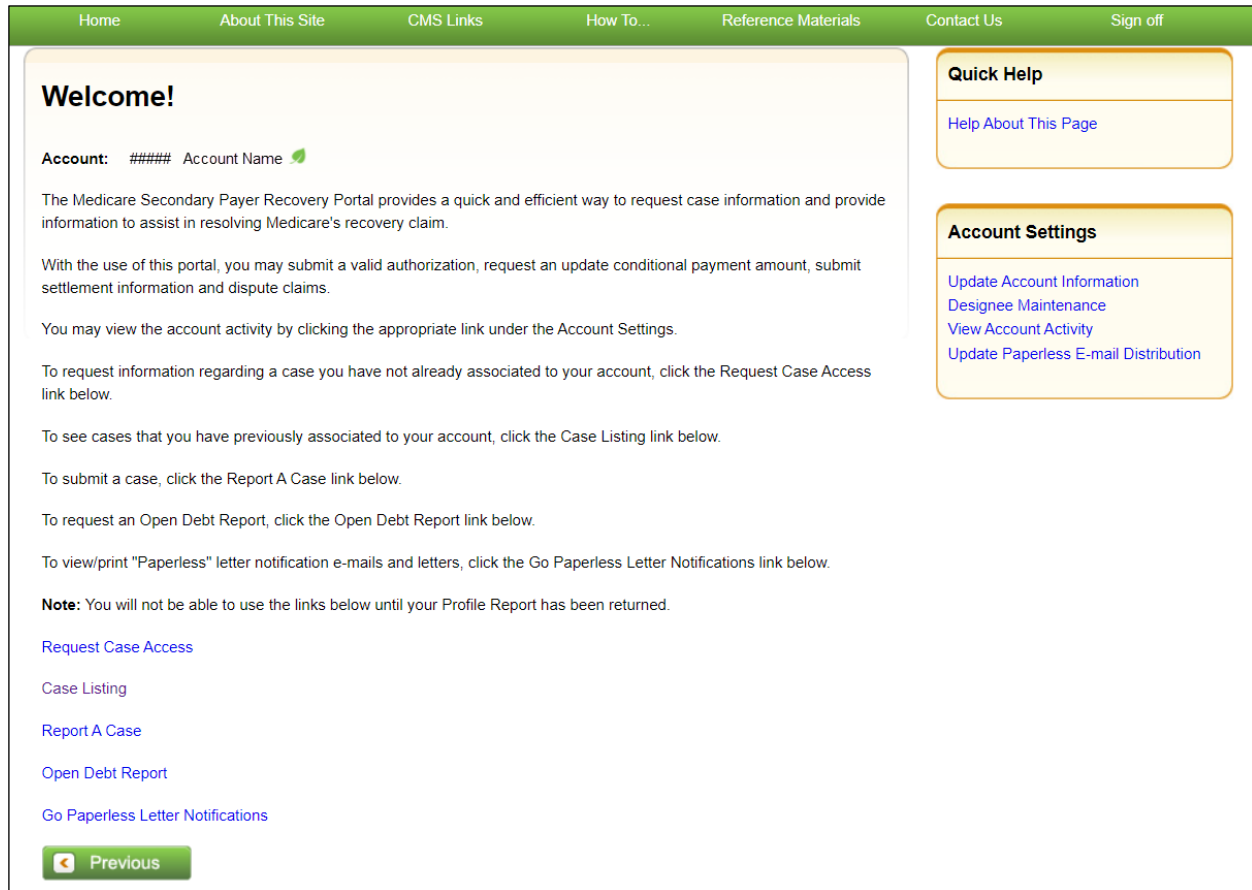 Home About This Site CMS Links How To... Reference Materials Contact Us Sign off
Welcome!
Account: ##### Account Name
The Medicare Secondary Payer Recovery Portal provides a quick and efficient way to request case information and provide
information to assist in resolving Medicare's recovery claim.
With the use of this portal, you may submit a valid authorization, request an update conditional payment amount, submit
settlement information and dispute claims.
You may view the account activity by clicking the appropriate link under the Account Settings.
To request information regarding a case you have not already associated to your account, click the Request Case Access
link below.
To see cases that you have previously associated to your account, click the Case Listing link below.
To submit a case, click the Report A Case link below.
To request an Open Debt Report, click the Open Debt Report link below.
To view/print "Paperless" letter notification e-mails and letters, click the Go Paperless Letter Notifications link below.
Note: You will not be able to use the links below until your Profile Report has been returned.
Request Case Access
Case Listing
Report A Case
Open Debt Report
Go Paperless Letter Notifications
Previous
Quick Help
Help About This Page
Account Settings
Update Account Information
Designee Maintenance
View Account Activity
Update Paperless E-mail Distribution